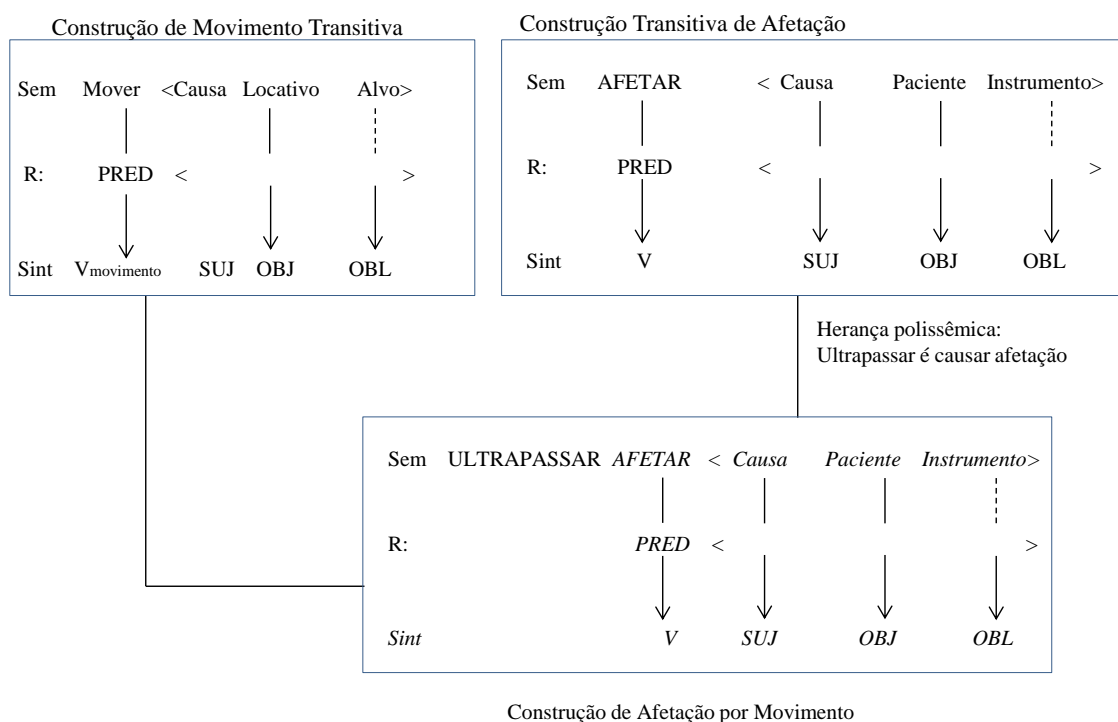 Construção de Movimento Transitiva
Sem Mover <Causa Locativo Alvo>
R: PRED < >
Sint Vmovimento SUJ OBJ OBL
Construção Transitiva de Afetação
Sem AFETAR < Causa Paciente Instrumento>
R: PRED < >
Sint V SUJ OBJ OBL
Herança polissêmica:
Ultrapassar é causar afetação
Sem ULTRAPASSAR AFETAR < Causa Paciente Instrumento>
R: PRED < >
Sint V SUJ OBJ OBL
Construção de Afetação por Movimento